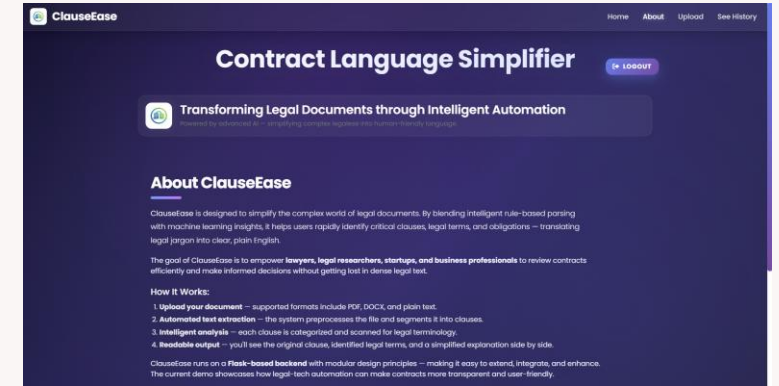 ClauseEase
Home About Upload See History
Contract Language Simplifier
LOGOUT
Transforming Legal Documents through Intelligent Automation
Powered by advanced AI — simplifying complex legalese into human-friendly language.
About ClauseEase
ClauseEase is designed to simplify the complex world of legal documents. By blending intelligent rule-based parsing
with machine learning insights, it helps users rapidly identify critical clauses, legal terms, and obligations — translating
legal jargon into clear, plain English.
The goal of ClauseEase is to empower lawyers, legal researchers, startups, and business professionals to review contracts
efficiently and make informed decisions without getting lost in dense legal text.
How It Works:
1. Upload your document — supported formats include PDF, DOCX, and plain text.
2. Automated text extraction — the system preprocesses the file and segments it into clauses.
3. Intelligent analysis — each clause is categorized and scanned for legal terminology.
4. Readable output — you'll see the original clause, identified legal terms, and a simplified explanation side by side.
ClauseEase runs on a Flask-based backend with modular design principles — making it easy to extend, integrate, and enhance.
The current demo showcases how legal-tech automation can make contracts more transparent and user-friendly.